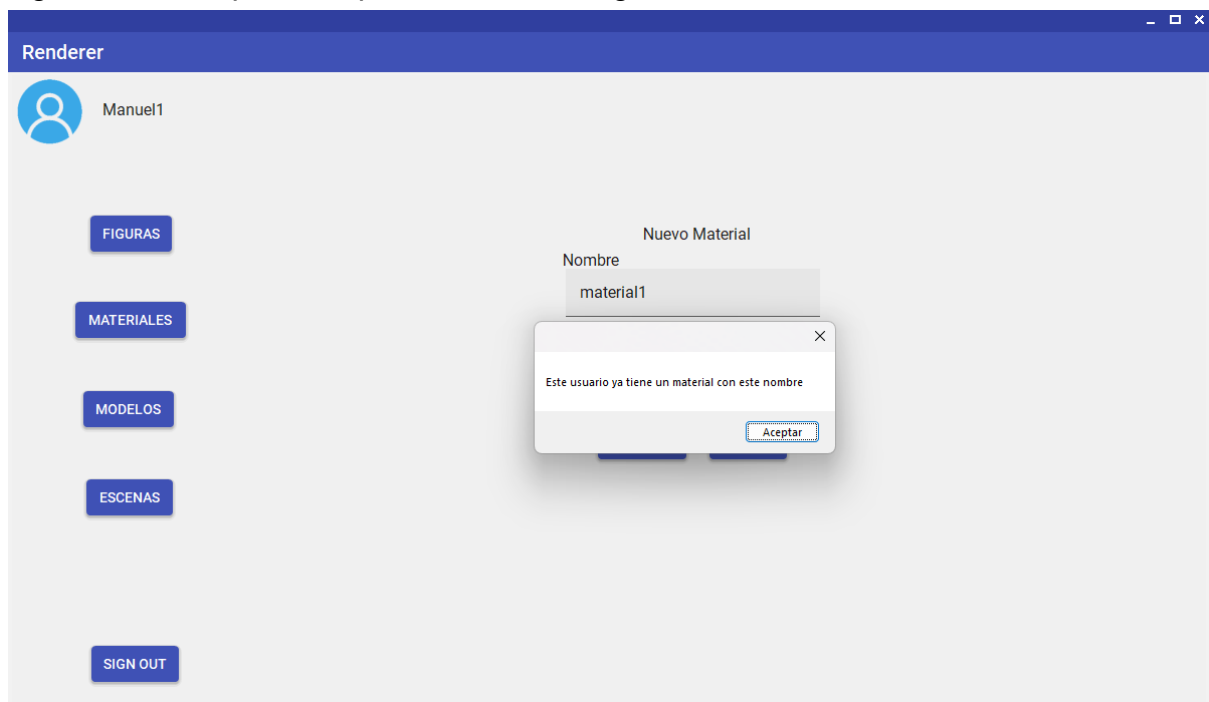 Renderer
Manuel1
FIGURAS
Nuevo Material
Nombre
material1
MATERIALES
Este usuario ya tiene un material con este nombre
MODELOS
Aceptar
ESCENAS
SIGN OUT